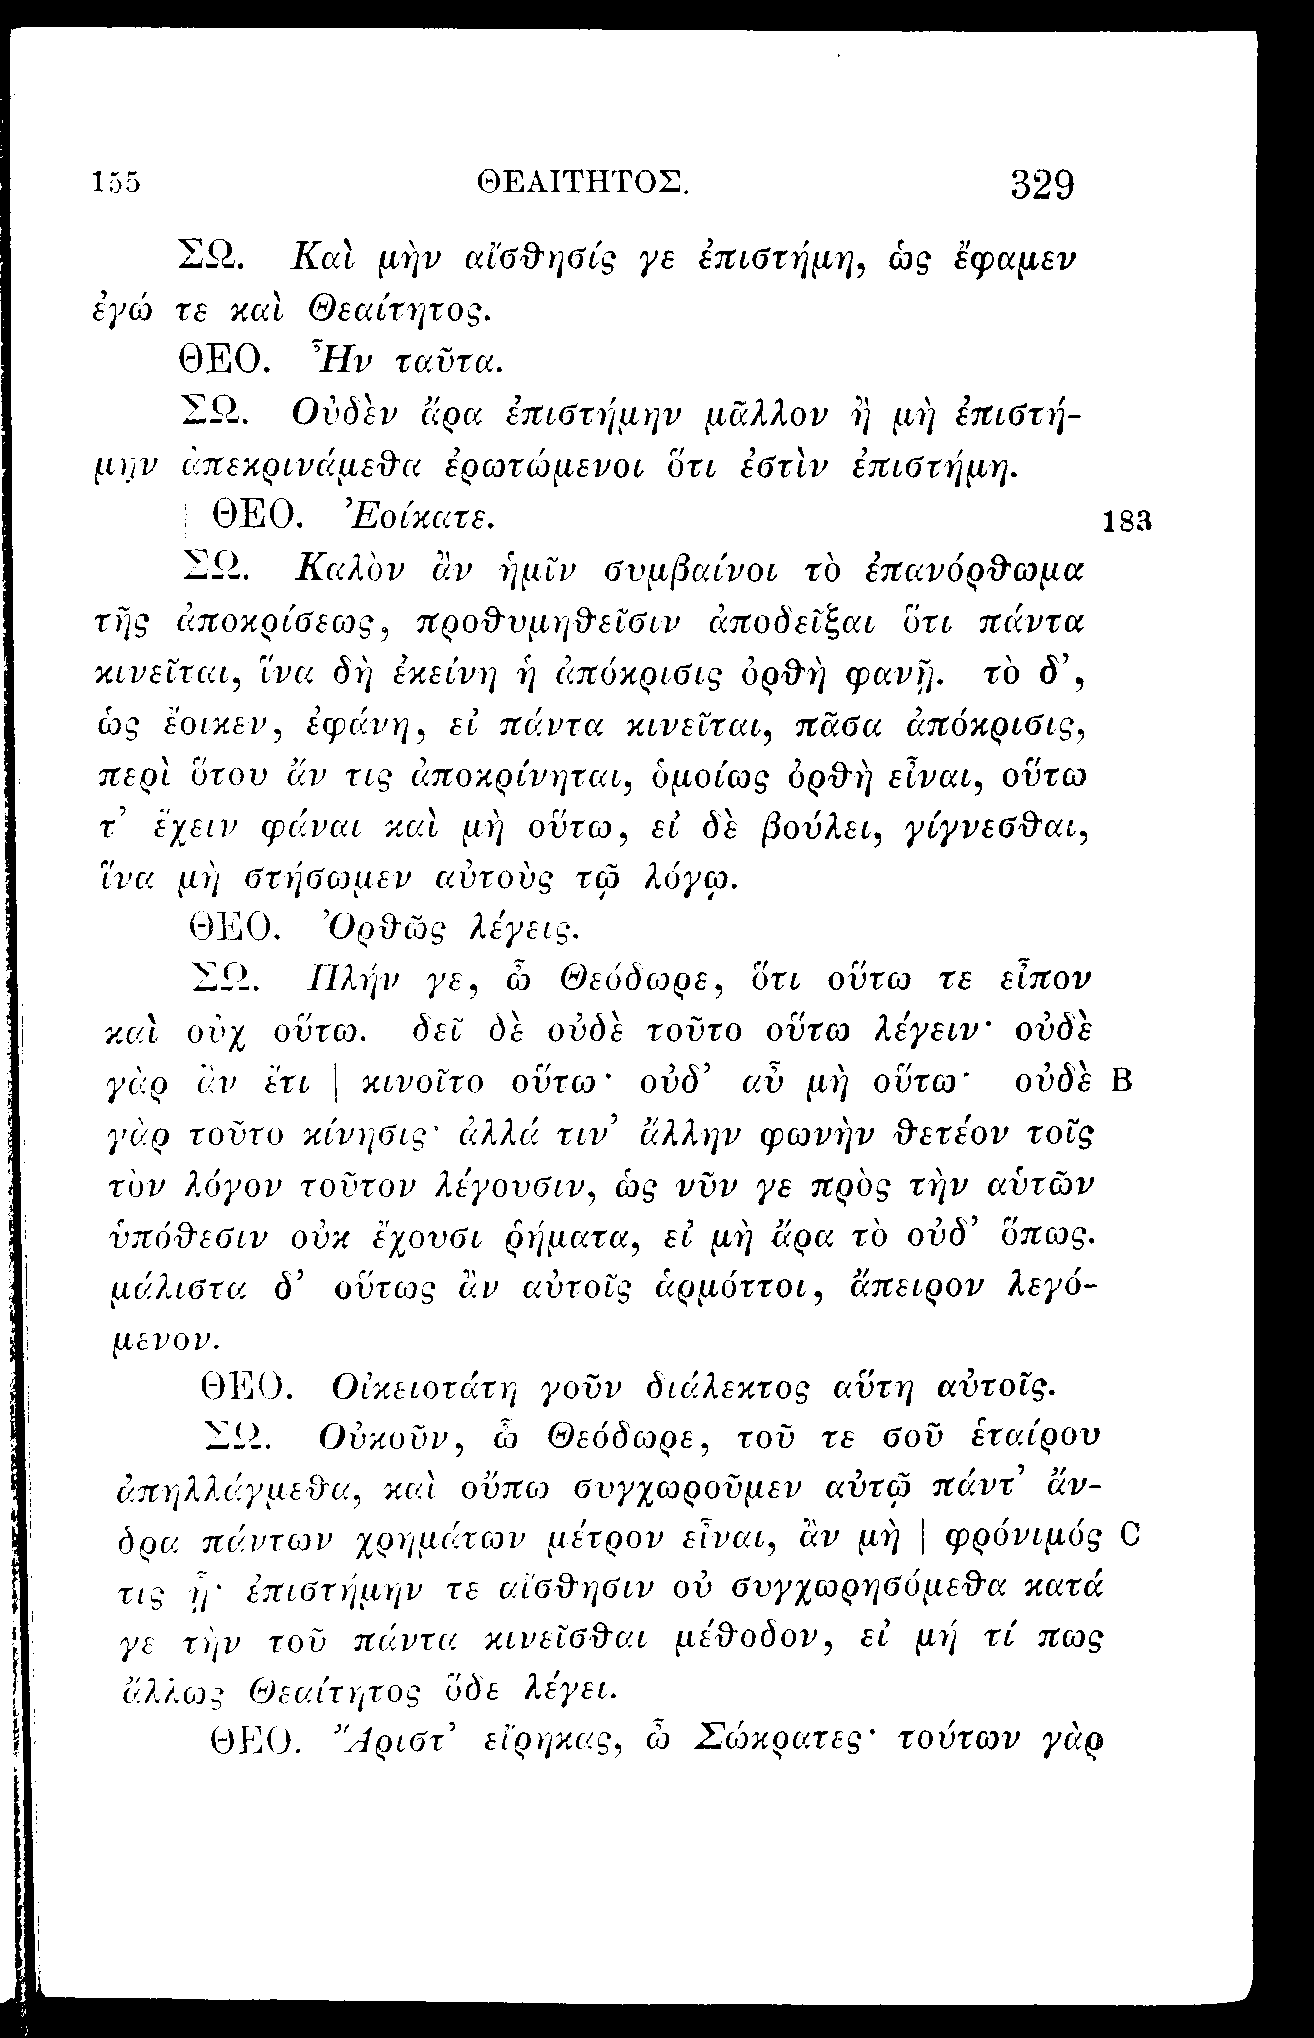 155 ΘΕΑΙΤΗΤΟΣ. 329
ΣΩ. Καὶ μὴν αἴσθησίς γε ἐπιστήμη, ὡς ἔφαμεν
ἐγώ τε καὶ Θεαίτητος.
ΘΕΟ. Ἦν ταῦτα.
ΣΩ. Οὐδὲν ἄρα ἐπιστήμην μᾶλλον ἢ μὴ ἐπιστή-
μην ἀπεκρινάμεθα ἐρωτώμενοι ὅτι ἐστὶν ἐπιστήμη.
| ΘΕΟ. Ἐοίκατε. 183
ΣΩ. Καλὸν ἂν ἡμῖν συμβαίνοι τὸ ἐπανόρθωμα
τῆς ἀποκρίσεως, προθυμηθεῖσιν ἀποδεῖξαι ὅτι πάντα
κινεῖται, ἵνα δὴ ἐκείνη ἡ ἀπόκρισις ὀρθὴ φανῇ. τὸ δ’,
ὡς ἔοικεν, ἐφάνη, εἰ πάντα κινεῖται, πᾶσα ἀπόκρισις,
περὶ ὅτου ἄν τις ἀποκρίνηται, ὁμοίως ὀρθὴ εἶναι, οὕτω
τ’ ἔχειν φάναι καὶ μὴ οὕτω, εἰ δὲ βούλει, γίγνεσθαι,
ἵνα μὴ στήσωμεν αὐτοὺς τῷ λόγῳ.
ΘΕΟ. Ὀρθῶς λέγεις.
ΣΩ. Πλήν γε, ὦ Θεόδωρε, ὅτι οὕτω τε εἶπον
καὶ οὐχ οὕτω. δεῖ δὲ οὐδὲ τοῦτο οὕτω λέγειν· οὐδὲ
γὰρ ἂν ἔτι | κινοῖτο οὕτω· οὐδ’ αὖ μὴ οὕτω· οὐδὲ B
γὰρ τοῦτο κίνησις· ἀλλά τιν’ ἄλλην φωνὴν θετέον τοῖς
τὸν λόγον τοῦτον λέγουσιν, ὡς νῦν γε πρὸς τὴν αὑτῶν
ὑπόθεσιν οὐκ ἔχουσι ῥήματα, εἰ μὴ ἄρα τὸ οὐδ’ ὅπως.
μάλιστα δ’ οὕτως ἂν αὐτοῖς ἁρμόττοι, ἄπειρον λεγό-
μενον.
ΘΕΟ. Οἰκειοτάτη γοῦν διάλεκτος αὕτη αὐτοῖς.
ΣΩ. Οὐκοῦν, ὦ Θεόδωρε, τοῦ τε σοῦ ἑταίρου
ἀπηλλάγμεθα, καὶ οὔπω συγχωροῦμεν αὐτῷ πάντ’ ἄν-
δρα πάντων χρημάτων μέτρον εἶναι, ἂν μὴ | φρόνιμός C
τις ᾖ· ἐπιστήμην τε αἴσθησιν οὐ συγχωρησόμεθα κατά
γε τὴν τοῦ πάντα κινεῖσθαι μέθοδον, εἰ μή τί πως
ἄλλως Θεαίτητος ὅδε λέγει.
ΘΕΟ. Ἄριστ’ εἴρηκας, ὦ Σώκρατες· τούτων γὰρ